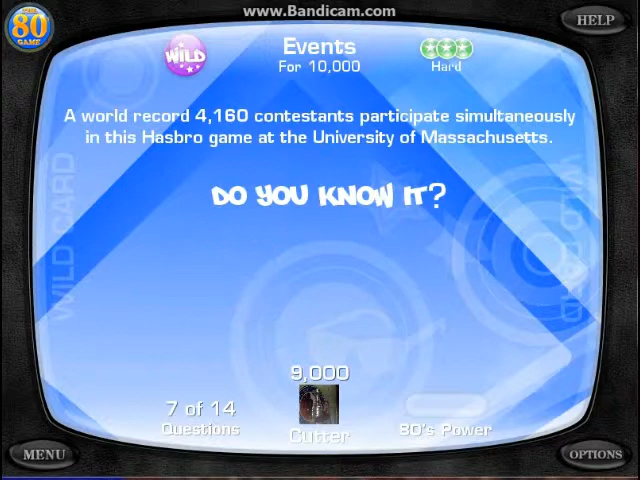 www.Bandicam.com
80
GAME
HELP
WILD
Events
For 10,000
Hard
A world record 4,160 contestants participate simultaneously
in this Hasbro game at the University of Massachusetts.
DO YOU KNOW IT?
WILD CARD
WILD CARD
9,000
7 of 14
Questions
Cutter
80's Power
MENU
OPTIONS